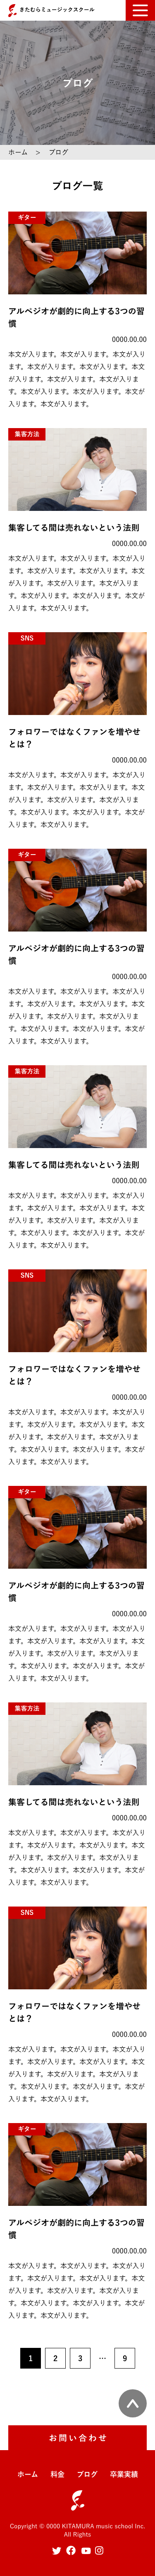 きたむらミュージックスクール
ブログ
ホーム ＞ ブログ
ブログ一覧
ギター
アルペジオが劇的に向上する3つの習
慣
0000.00.00
本文が入ります。本文が入ります。本文が入り
ます。本文が入ります。本文が入ります。本文
が入ります。本文が入ります。本文が入りま
す。本文が入ります。本文が入ります。本文が
入ります。本文が入ります。
集客方法
集客してる間は売れないという法則
0000.00.00
本文が入ります。本文が入ります。本文が入り
ます。本文が入ります。本文が入ります。本文
が入ります。本文が入ります。本文が入りま
す。本文が入ります。本文が入ります。本文が
入ります。本文が入ります。
SNS
フォロワーではなくファンを増やせ
とは？
0000.00.00
本文が入ります。本文が入ります。本文が入り
ます。本文が入ります。本文が入ります。本文
が入ります。本文が入ります。本文が入りま
す。本文が入ります。本文が入ります。本文が
入ります。本文が入ります。
ギター
アルペジオが劇的に向上する3つの習
慣
0000.00.00
本文が入ります。本文が入ります。本文が入り
ます。本文が入ります。本文が入ります。本文
が入ります。本文が入ります。本文が入りま
す。本文が入ります。本文が入ります。本文が
入ります。本文が入ります。
集客方法
集客してる間は売れないという法則
0000.00.00
本文が入ります。本文が入ります。本文が入り
ます。本文が入ります。本文が入ります。本文
が入ります。本文が入ります。本文が入りま
す。本文が入ります。本文が入ります。本文が
入ります。本文が入ります。
SNS
フォロワーではなくファンを増やせ
とは？
0000.00.00
本文が入ります。本文が入ります。本文が入り
ます。本文が入ります。本文が入ります。本文
が入ります。本文が入ります。本文が入りま
す。本文が入ります。本文が入ります。本文が
入ります。本文が入ります。
ギター
アルペジオが劇的に向上する3つの習
慣
0000.00.00
本文が入ります。本文が入ります。本文が入り
ます。本文が入ります。本文が入ります。本文
が入ります。本文が入ります。本文が入りま
す。本文が入ります。本文が入ります。本文が
入ります。本文が入ります。
集客方法
集客してる間は売れないという法則
0000.00.00
本文が入ります。本文が入ります。本文が入り
ます。本文が入ります。本文が入ります。本文
が入ります。本文が入ります。本文が入りま
す。本文が入ります。本文が入ります。本文が
入ります。本文が入ります。
SNS
フォロワーではなくファンを増やせ
とは？
0000.00.00
本文が入ります。本文が入ります。本文が入り
ます。本文が入ります。本文が入ります。本文
が入ります。本文が入ります。本文が入りま
す。本文が入ります。本文が入ります。本文が
入ります。本文が入ります。
ギター
アルペジオが劇的に向上する3つの習
慣
0000.00.00
本文が入ります。本文が入ります。本文が入り
ます。本文が入ります。本文が入ります。本文
が入ります。本文が入ります。本文が入りま
す。本文が入ります。本文が入ります。本文が
入ります。本文が入ります。
1 2 3 … 9
お問い合わせ
ホーム 料金 ブログ 卒業実績
Copyright © 0000 KITAMURA music school Inc.
All Rights